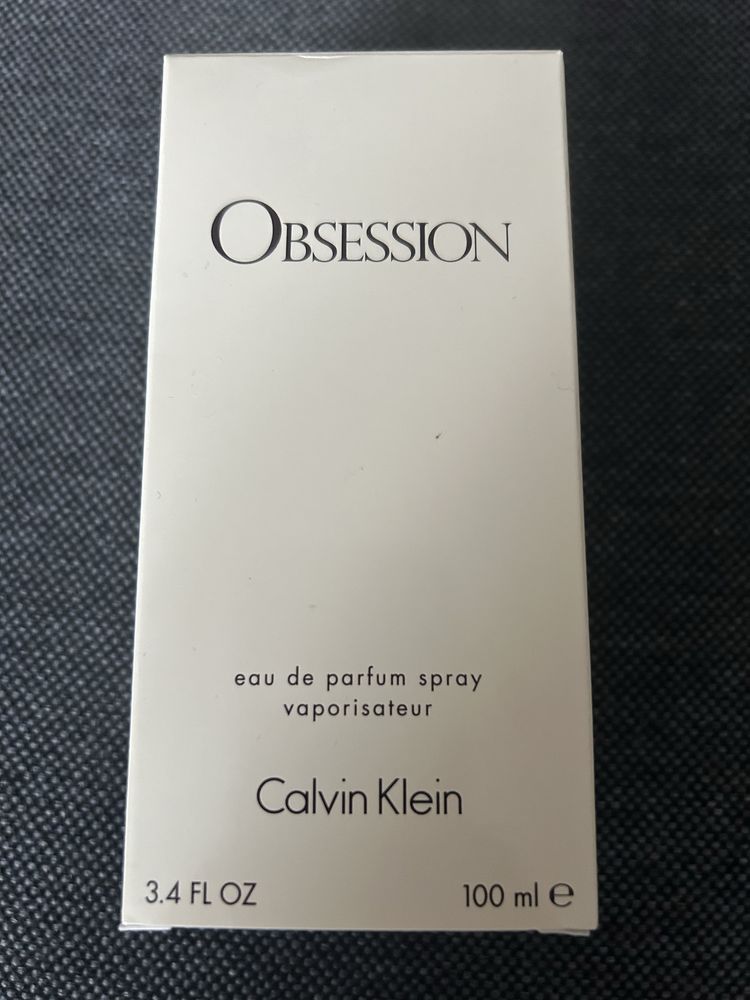 OBSESSION
eau de parfum spray
vaporisateur
Calvin Klein
3.4 FL OZ 100 ml ℮